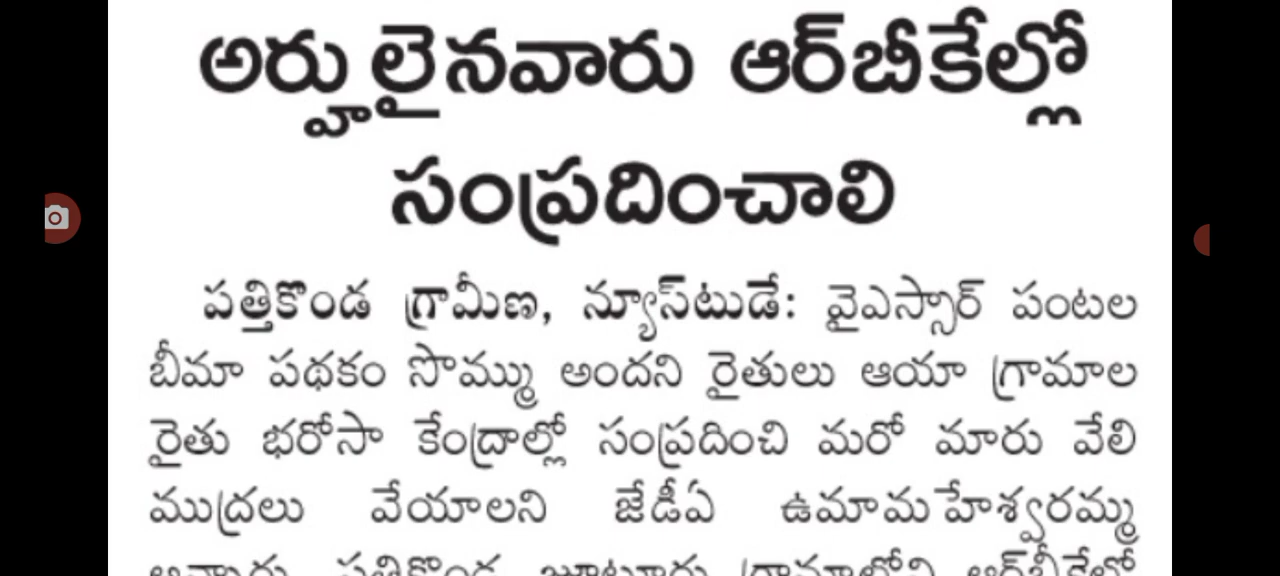 అర్హులైనవారు ఆర్‌బీకేల్లో
సంప్రదించాలి
పత్తికొండ గ్రామీణ, న్యూస్‌టుడే: వైఎస్సార్ పంటల
బీమా పథకం సొమ్ము అందని రైతులు ఆయా గ్రామాల
రైతు భరోసా కేంద్రాల్లో సంప్రదించి మరో మారు వేలి
ముద్రలు వేయాలని జేడీఏ ఉమామహేశ్వరమ్మ